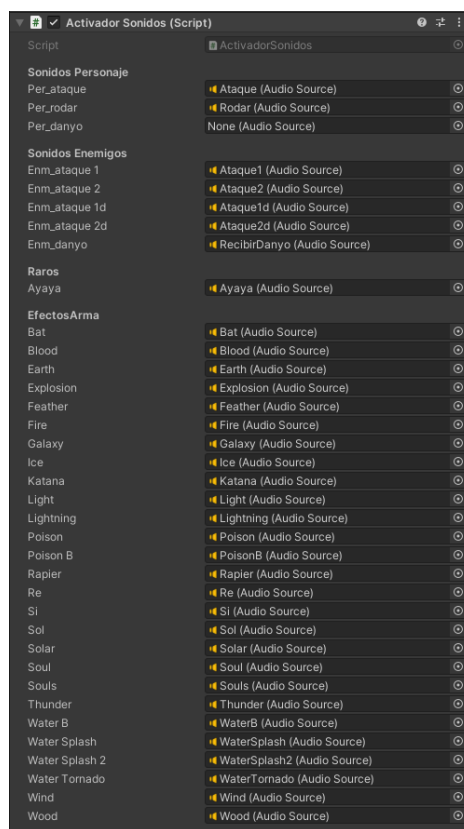 Activador Sonidos (Script)
Script ActivadorSonidos
Sonidos Personaje
Per_ataque Ataque (Audio Source)
Per_rodar Rodar (Audio Source)
Per_danyo None (Audio Source)
Sonidos Enemigos
Enm_ataque 1 Ataque1 (Audio Source)
Enm_ataque 2 Ataque2 (Audio Source)
Enm_ataque 1d Ataque1d (Audio Source)
Enm_ataque 2d Ataque2d (Audio Source)
Enm_danyo RecibirDanyo (Audio Source)
Raros
Ayaya Ayaya (Audio Source)
EfectosArma
Bat Bat (Audio Source)
Blood Blood (Audio Source)
Earth Earth (Audio Source)
Explosion Explosion (Audio Source)
Feather Feather (Audio Source)
Fire Fire (Audio Source)
Galaxy Galaxy (Audio Source)
Ice Ice (Audio Source)
Katana Katana (Audio Source)
Light Light (Audio Source)
Lightning Lightning (Audio Source)
Poison Poison (Audio Source)
Poison B PoisonB (Audio Source)
Rapier Rapier (Audio Source)
Re Re (Audio Source)
Si Si (Audio Source)
Sol Sol (Audio Source)
Solar Solar (Audio Source)
Soul Soul (Audio Source)
Souls Souls (Audio Source)
Thunder Thunder (Audio Source)
Water B WaterB (Audio Source)
Water Splash WaterSplash (Audio Source)
Water Splash 2 WaterSplash2 (Audio Source)
Water Tornado WaterTornado (Audio Source)
Wind Wind (Audio Source)
Wood Wood (Audio Source)